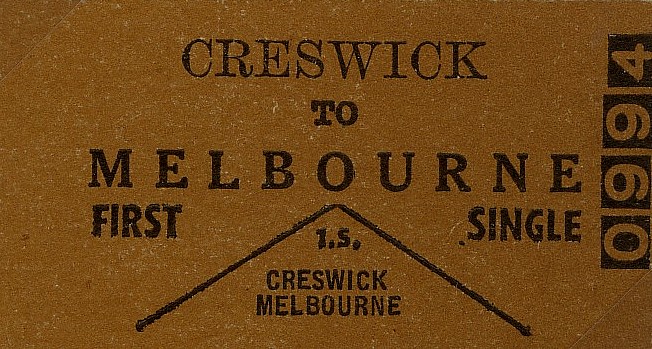 CRESWICK
TO
MELBOURNE
FIRST SINGLE
1.S.
CRESWICK
MELBOURNE
0994